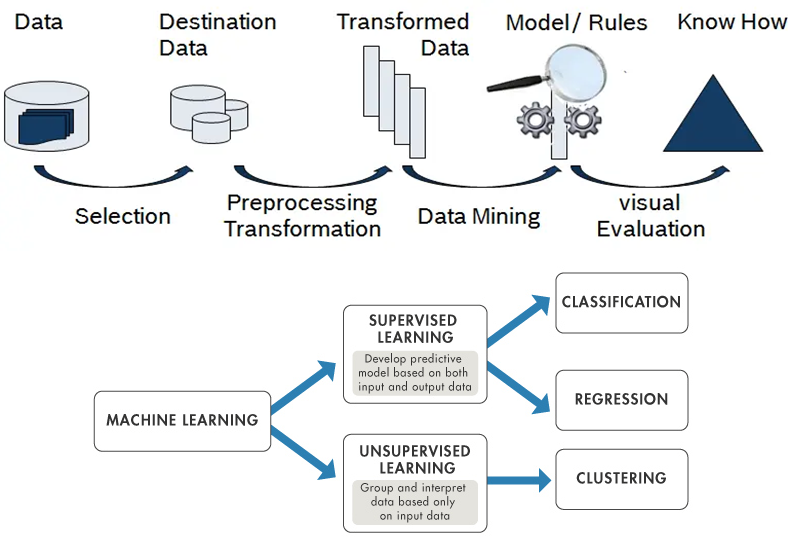 Data
Destination
Data
Transformed
Data
Model / Rules
Know How
Selection
Preprocessing
Transformation
Data Mining
visual
Evaluation
MACHINE LEARNING
SUPERVISED
LEARNING
Develop predictive
model based on both
input and output data
UNSUPERVISED
LEARNING
Group and interpret
data based only
on input data
CLASSIFICATION
REGRESSION
CLUSTERING